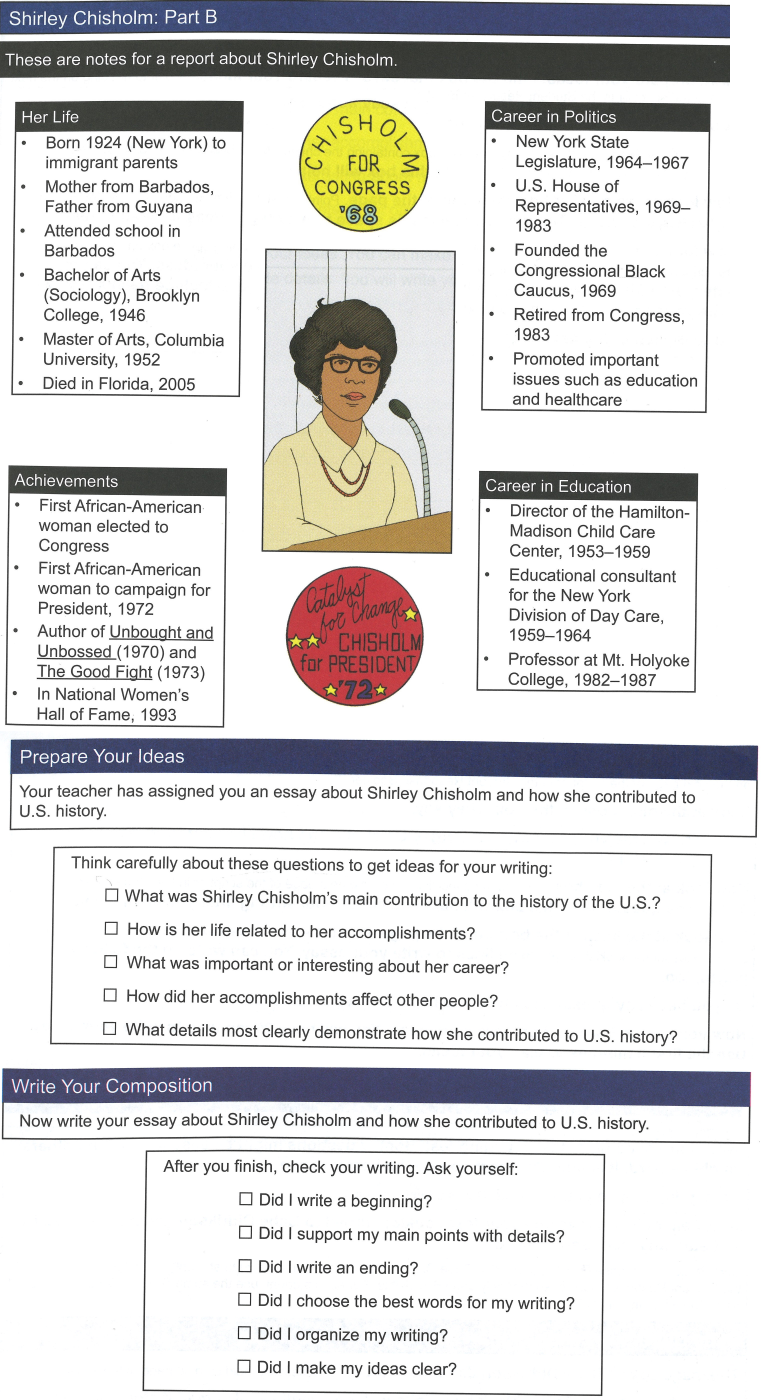 Shirley Chisholm: Part B
These are notes for a report about Shirley Chisholm.
Her Life
• Born 1924 (New York) to
immigrant parents
• Mother from Barbados,
Father from Guyana
• Attended school in
Barbados
• Bachelor of Arts
(Sociology), Brooklyn
College, 1946
• Master of Arts, Columbia
University, 1952
• Died in Florida, 2005
CHISHOLM
FOR
CONGRESS
'68
Career in Politics
• New York State
Legislature, 1964–1967
• U.S. House of
Representatives, 1969–
1983
• Founded the
Congressional Black
Caucus, 1969
• Retired from Congress,
1983
• Promoted important
issues such as education
and healthcare
Achievements
• First African-American
woman elected to
Congress
• First African-American
woman to campaign for
President, 1972
• Author of Unbought and
Unbossed (1970) and
The Good Fight (1973)
• In National Women's
Hall of Fame, 1993
Catalyst
for Change
CHISHOLM
for PRESIDENT
'72
Career in Education
• Director of the Hamilton-
Madison Child Care
Center, 1953–1959
• Educational consultant
for the New York
Division of Day Care,
1959–1964
• Professor at Mt. Holyoke
College, 1982–1987
Prepare Your Ideas
Your teacher has assigned you an essay about Shirley Chisholm and how she contributed to
U.S. history.
Think carefully about these questions to get ideas for your writing:
☐ What was Shirley Chisholm's main contribution to the history of the U.S.?
☐ How is her life related to her accomplishments?
☐ What was important or interesting about her career?
☐ How did her accomplishments affect other people?
☐ What details most clearly demonstrate how she contributed to U.S. history?
Write Your Composition
Now write your essay about Shirley Chisholm and how she contributed to U.S. history.
After you finish, check your writing. Ask yourself:
☐ Did I write a beginning?
☐ Did I support my main points with details?
☐ Did I write an ending?
☐ Did I choose the best words for my writing?
☐ Did I organize my writing?
☐ Did I make my ideas clear?